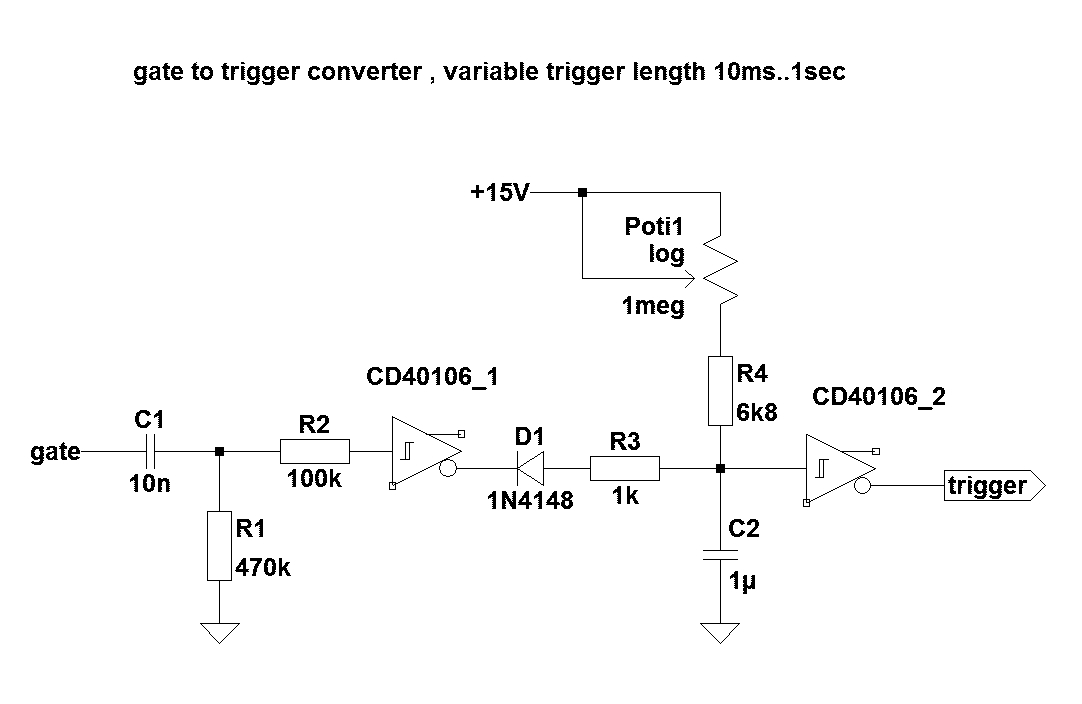 gate to trigger converter , variable trigger length 10ms..1sec
+15V
Poti1
log
1meg
R4
6k8
CD40106_1
CD40106_2
C1
gate
10n
R2
100k
D1
1N4148
R3
1k
trigger
R1
470k
C2
1µ